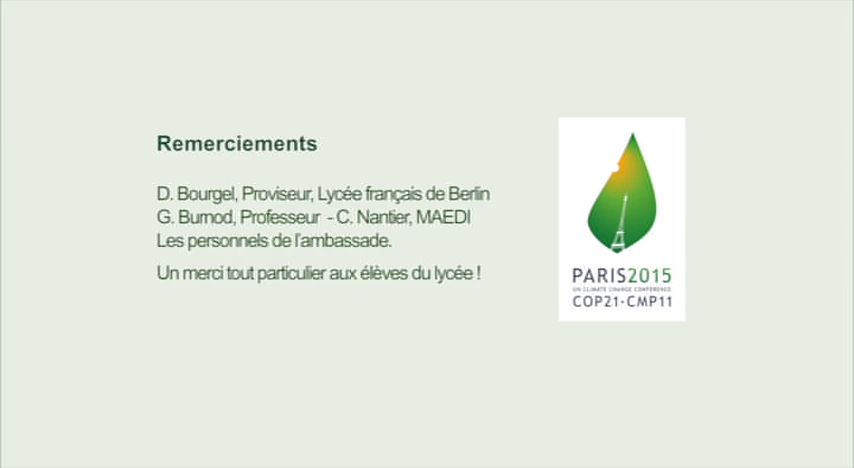 Remerciements
D. Bourgel, Proviseur, Lycée français de Berlin
G. Burnod, Professeur - C. Nantier, MAEDI
Les personnels de l'ambassade.
Un merci tout particulier aux élèves du lycée !
PARIS2015
UN CLIMATE CHANGE CONFERENCE
COP21-CMP11